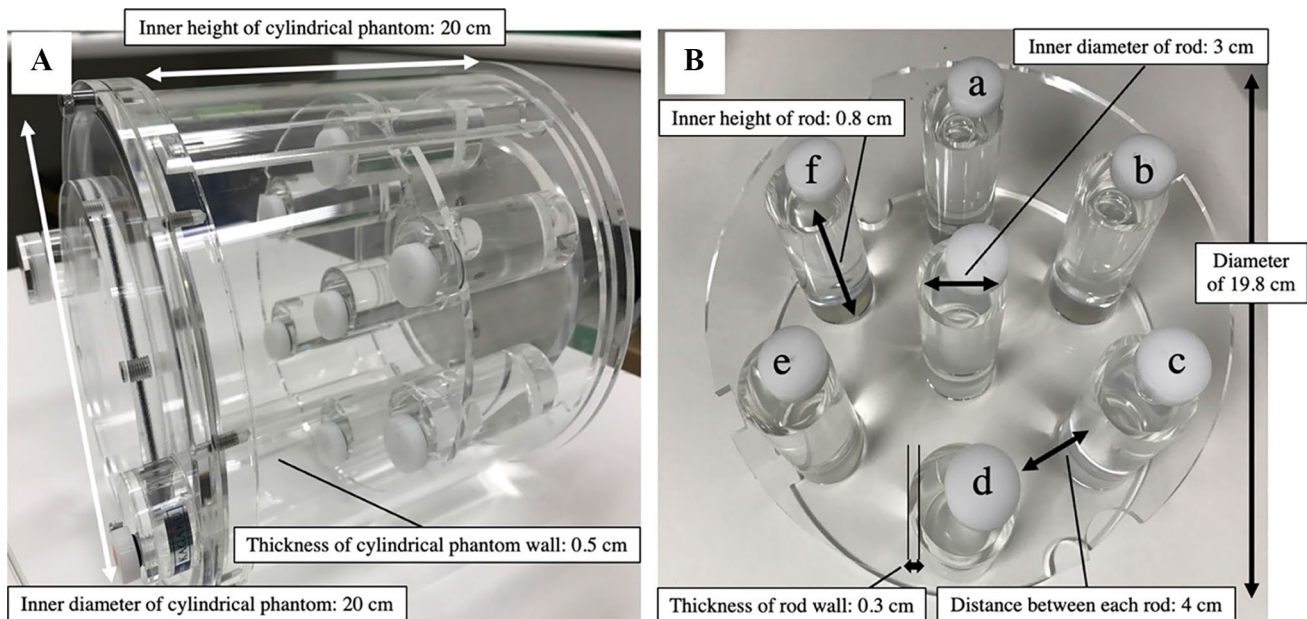 Inner height of cylindrical phantom: 20 cm
A
Thickness of cylindrical phantom wall: 0.5 cm
Inner diameter of cylindrical phantom: 20 cm
B
Inner diameter of rod: 3 cm
a
Inner height of rod: 0.8 cm
f
b
Diameter
of 19.8 cm
e
c
d
Thickness of rod wall: 0.3 cm
Distance between each rod: 4 cm